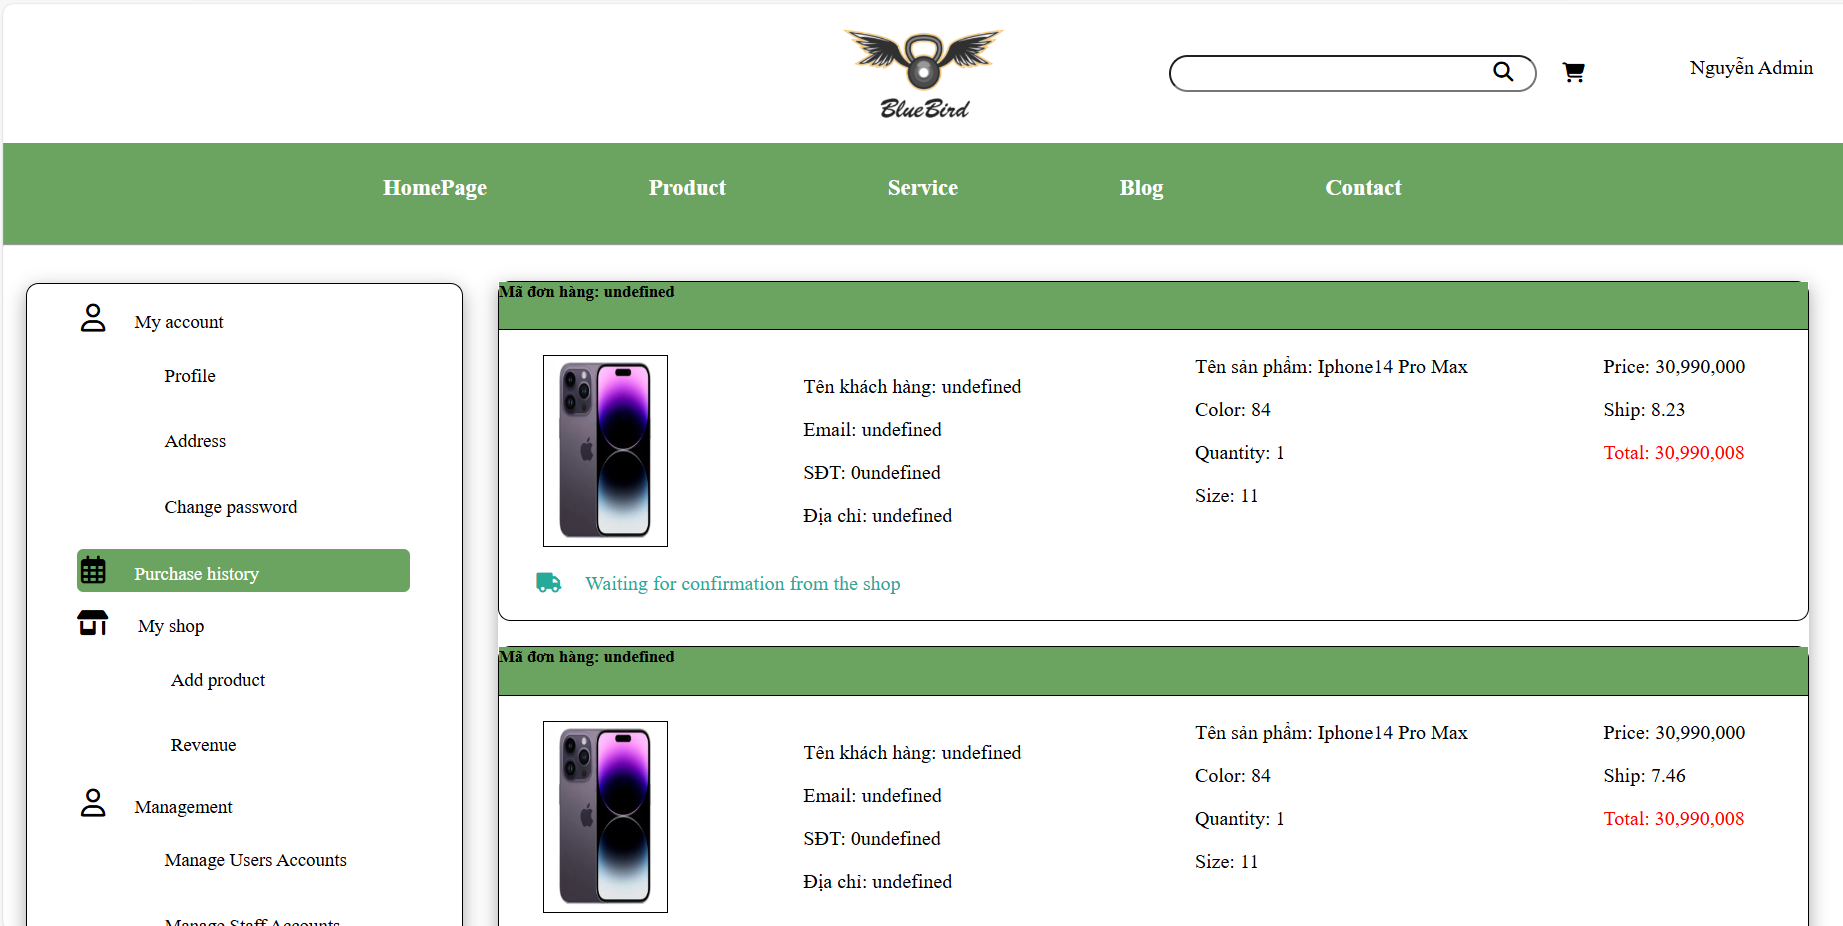 BlueBird
Nguyễn Admin
HomePage
Product
Service
Blog
Contact
My account
Profile
Address
Change password
Purchase history
My shop
Add product
Revenue
Management
Manage Users Accounts
Manage Staff Accounts
Mã đơn hàng: undefined
Tên khách hàng: undefined
Email: undefined
SĐT: 0undefined
Địa chỉ: undefined
Tên sản phẩm: Iphone14 Pro Max
Color: 84
Quantity: 1
Size: 11
Price: 30,990,000
Ship: 8.23
Total: 30,990,008
Waiting for confirmation from the shop
Mã đơn hàng: undefined
Tên khách hàng: undefined
Email: undefined
SĐT: 0undefined
Địa chỉ: undefined
Tên sản phẩm: Iphone14 Pro Max
Color: 84
Quantity: 1
Size: 11
Price: 30,990,000
Ship: 7.46
Total: 30,990,008